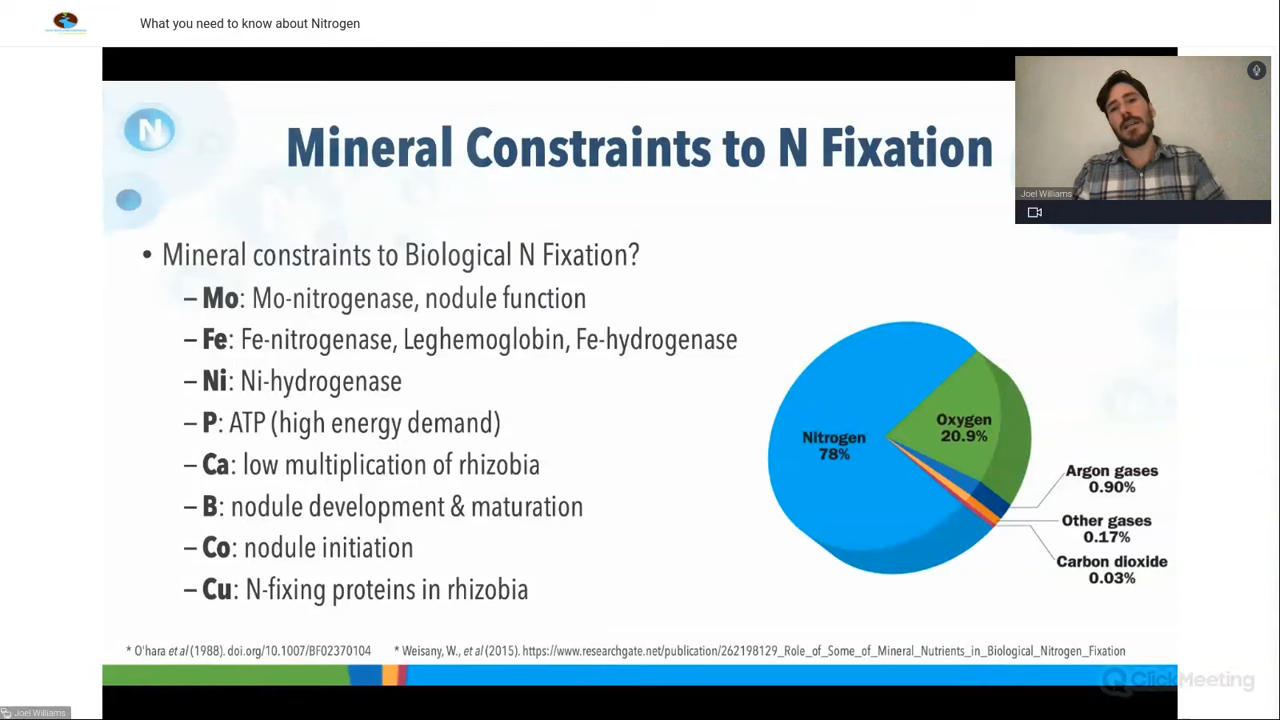 What you need to know about Nitrogen
N
Mineral Constraints to N Fixation
Joel Williams
• Mineral constraints to Biological N Fixation?
– Mo: Mo-nitrogenase, nodule function
– Fe: Fe-nitrogenase, Leghemoglobin, Fe-hydrogenase
– Ni: Ni-hydrogenase
– P: ATP (high energy demand)
– Ca: low multiplication of rhizobia
– B: nodule development & maturation
– Co: nodule initiation
– Cu: N-fixing proteins in rhizobia
Nitrogen
78%
Oxygen
20.9%
Argon gases
0.90%
Other gases
0.17%
Carbon dioxide
0.03%
* O'hara et al (1988). doi.org/10.1007/BF02370104
* Weisany, W., et al (2015). https://www.researchgate.net/publication/262198129_Role_of_Some_of_Mineral_Nutrients_in_Biological_Nitrogen_Fixation
ClickMeeting
Joel Williams